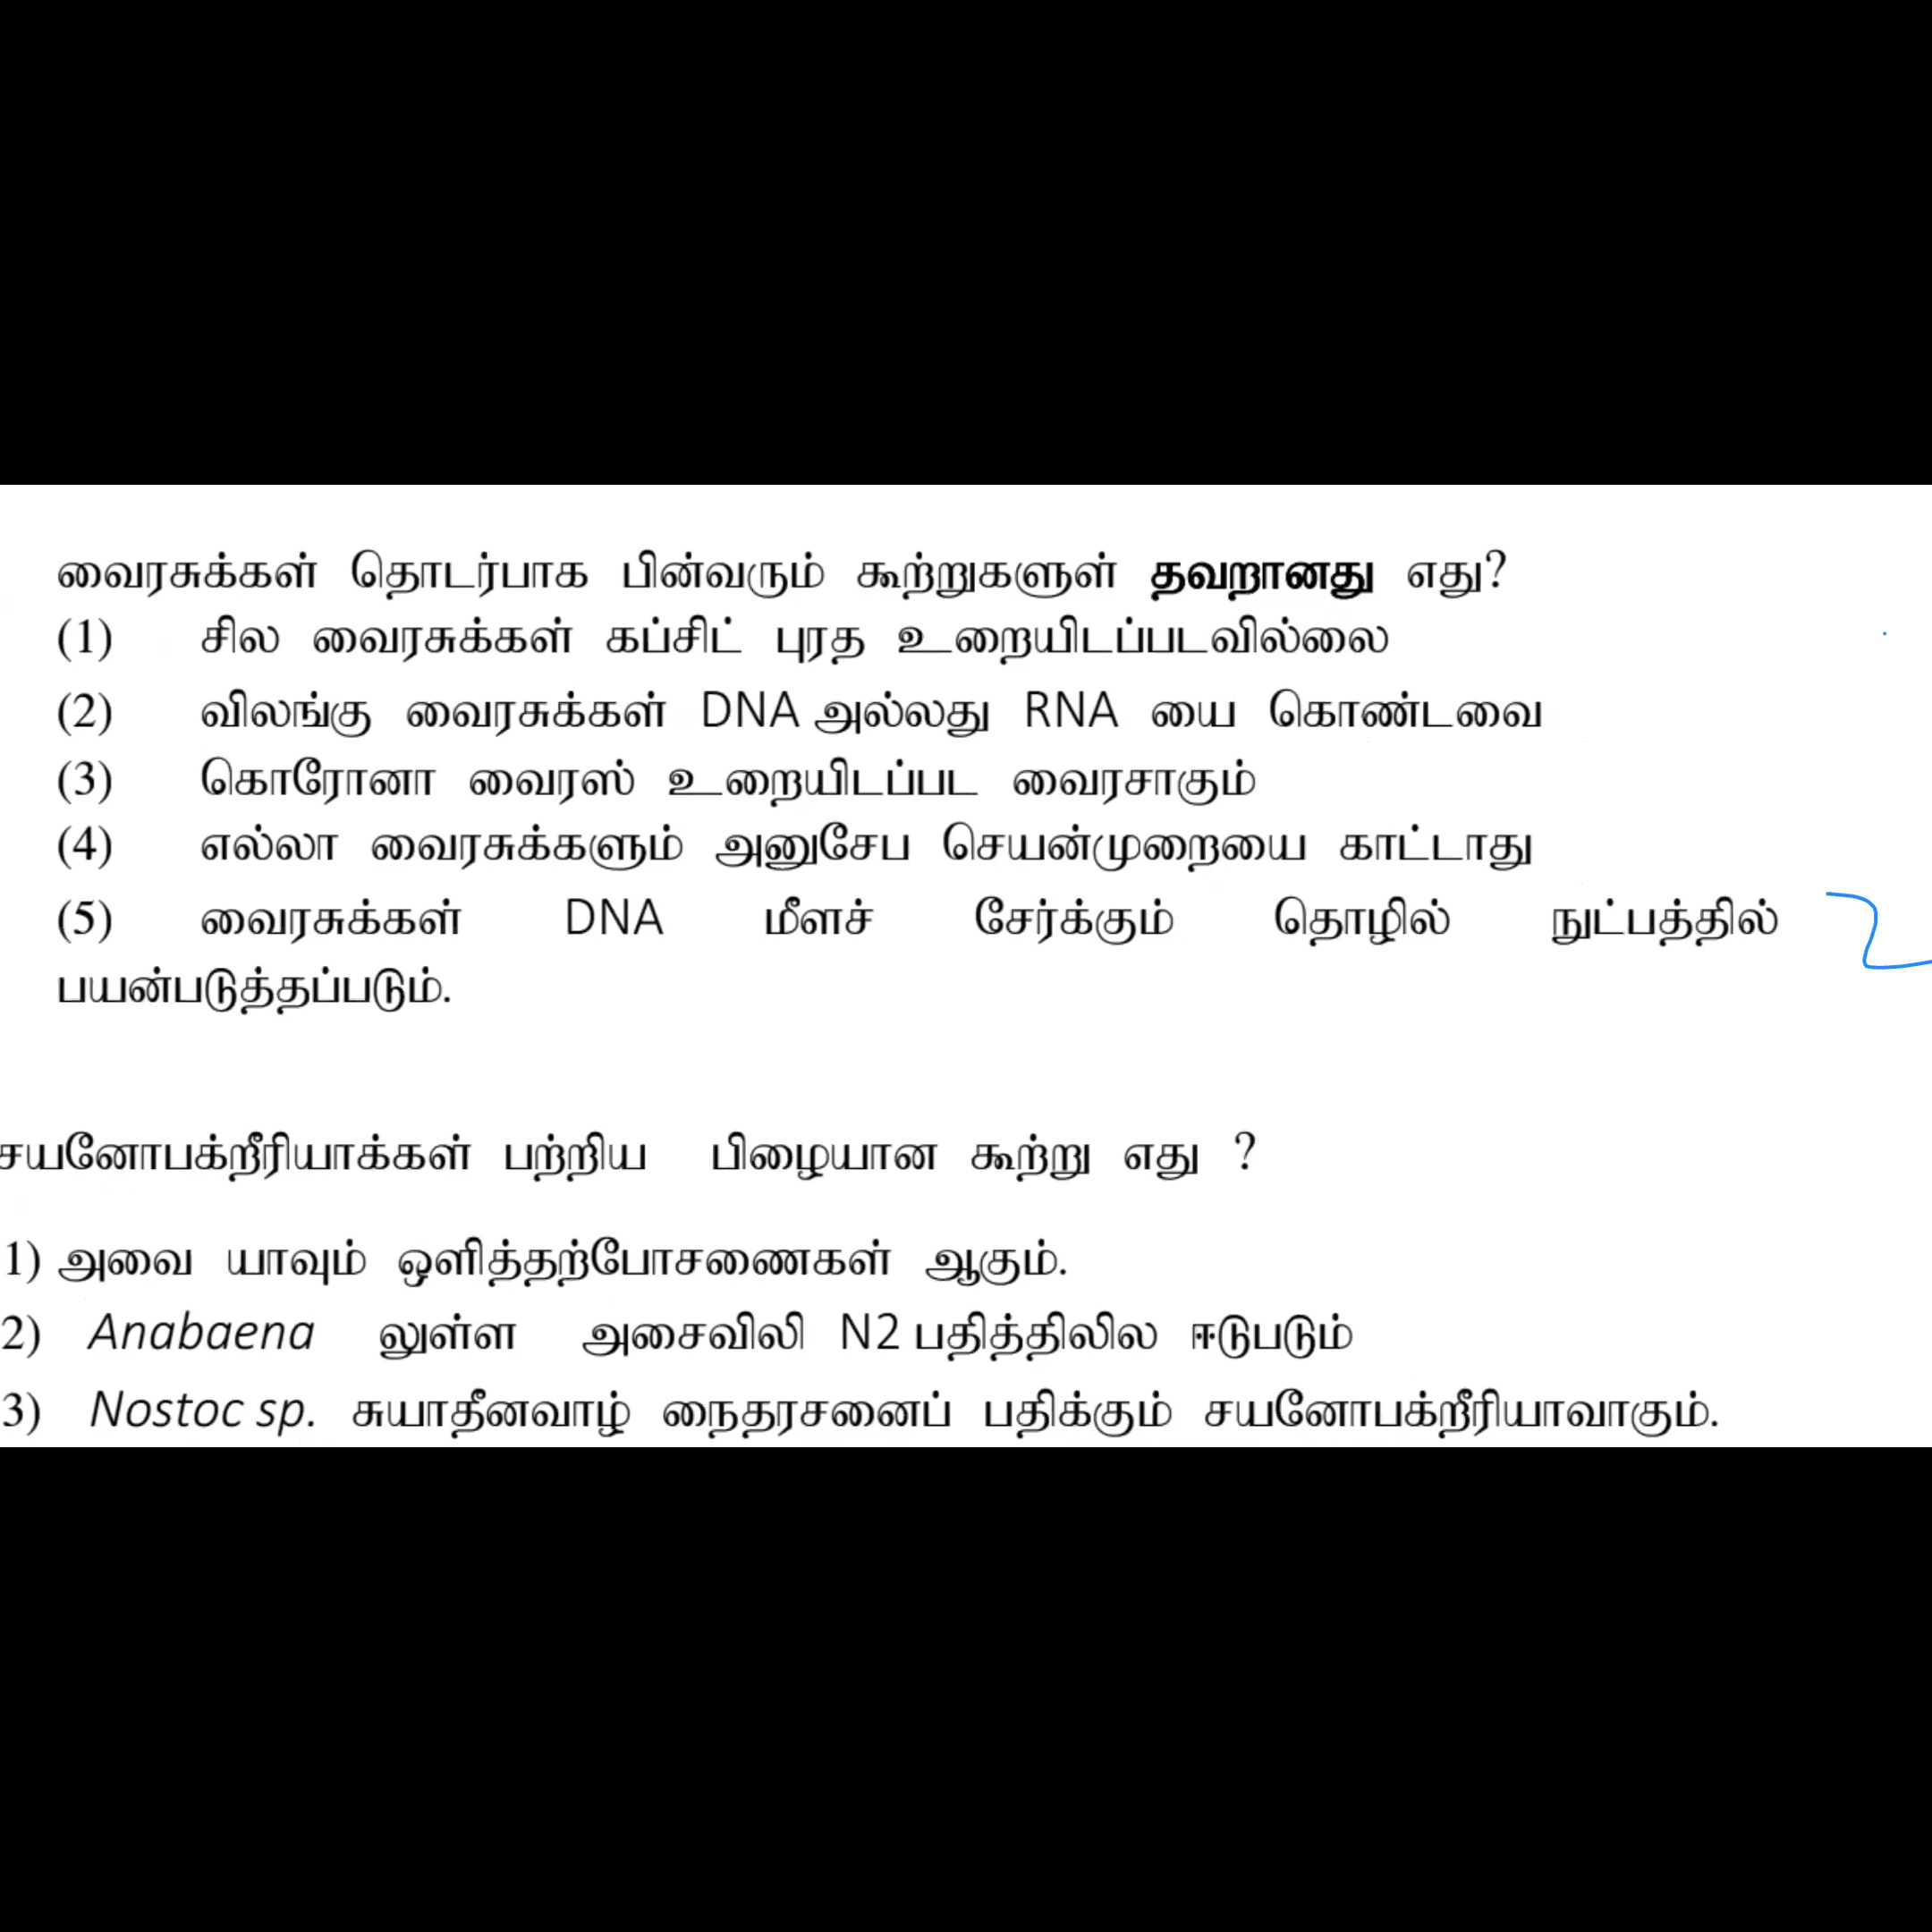 வைரசுக்கள் தொடர்பாக பின்வரும் கூற்றுகளுள் தவறானது எது?
(1) சில வைரசுக்கள் கப்சிட் புரத உறையிடப்படவில்லை
(2) விலங்கு வைரசுக்கள் DNA அல்லது RNA யை கொண்டவை
(3) கொரோனா வைரஸ் உறையிடப்பட வைரசாகும்
(4) எல்லா வைரசுக்களும் அனுசேப செயன்முறையை காட்டாது
(5) வைரசுக்கள் DNA மீளச் சேர்க்கும் தொழில் நுட்பத்தில்
பயன்படுத்தப்படும்.
சயனோபக்றீரியாக்கள் பற்றிய பிழையான கூற்று எது ?
1) அவை யாவும் ஒளித்தற்போசணைகள் ஆகும்.
2) Anabaena லுள்ள அசைவிலி N2 பதித்திலில ஈடுபடும்
3) Nostoc sp. சுயாதீனவாழ் நைதரசனைப் பதிக்கும் சயனோபக்றீரியாவாகும்.